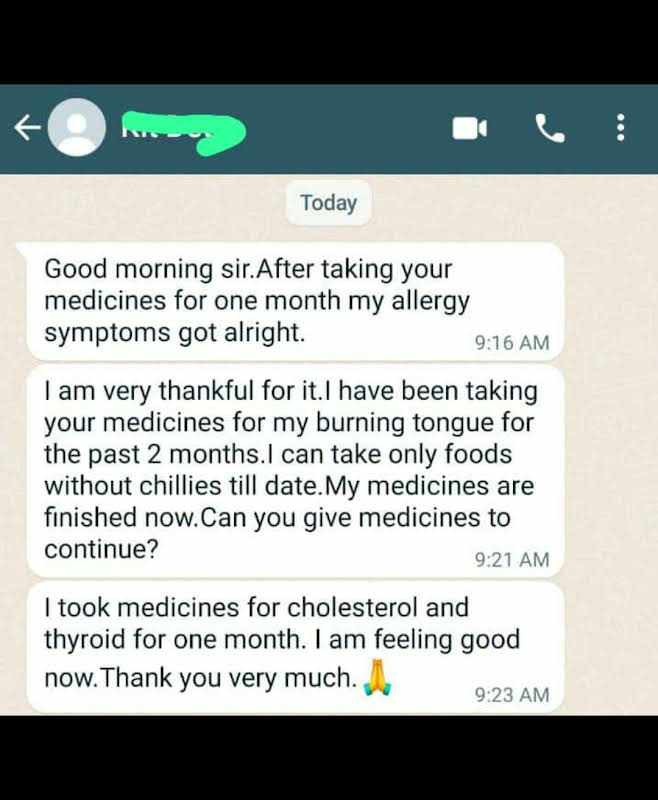 Today
Good morning sir.After taking your
medicines for one month my allergy
symptoms got alright.
9:16 AM
I am very thankful for it.I have been taking
your medicines for my burning tongue for
the past 2 months.I can take only foods
without chillies till date.My medicines are
finished now.Can you give medicines to
continue?
9:21 AM
I took medicines for cholesterol and
thyroid for one month. I am feeling good
now.Thank you very much. 🙏
9:23 AM